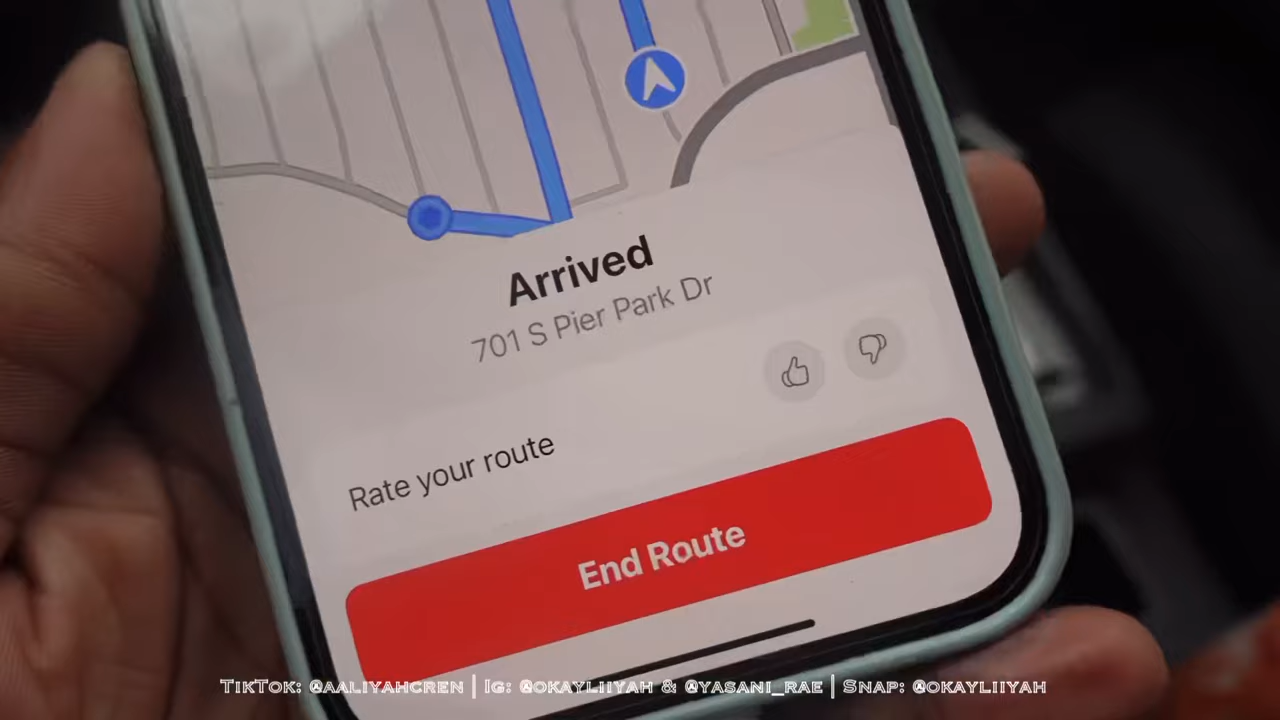 Arrived
701 S Pier Park Dr
Rate your route
End Route
TikTok: @aaliyahcren | Ig: @okayliiyah & @yasani_rae | Snap: @okayliiyah